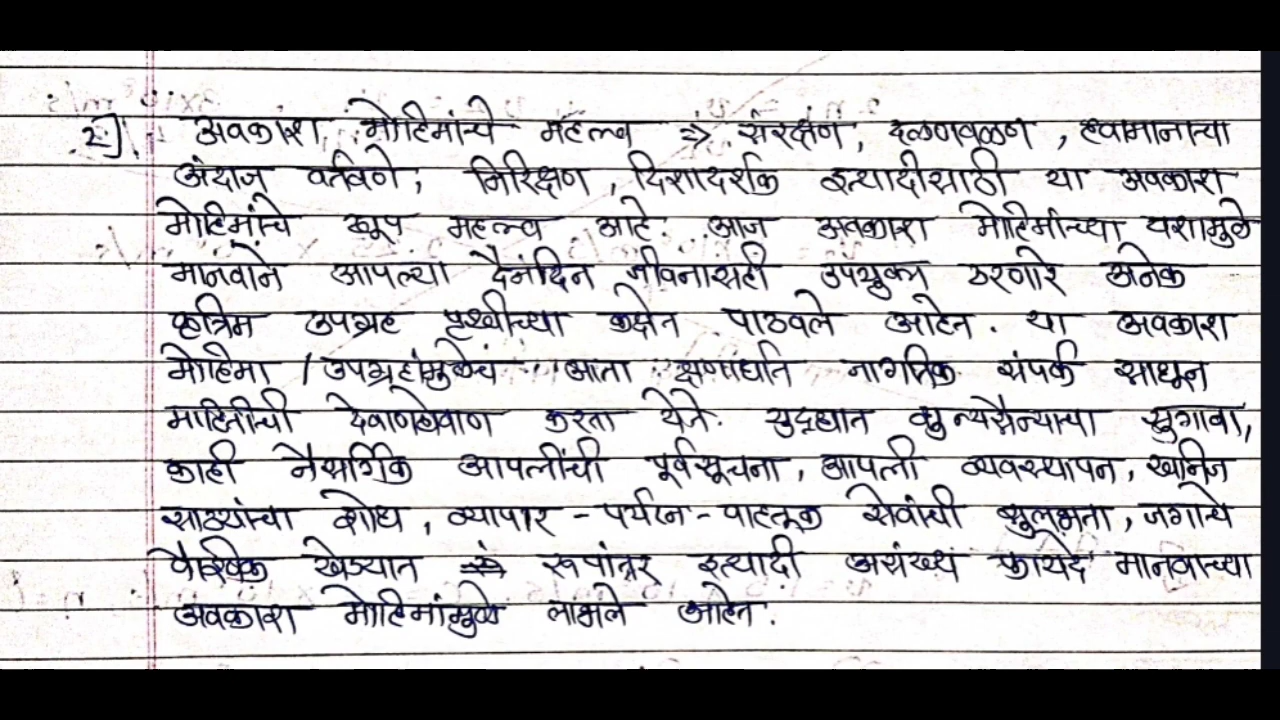 2] अवकाश मोहिमांचे महत्त्व ⇒ संरक्षण, दळणवळण, हवामानाचा
अंदाज वर्तविणे, निरिक्षण, दिशादर्शक इत्यादीसाठी या अवकाश
मोहिमांचे खूप महत्त्व आहे. आज अवकाश मोहिमांच्या यशामुळे
मानवाने आपल्या दैनंदिन जीवनासाठी उपयुक्त ठरणारे अनेक
कृत्रिम उपग्रह पृथ्वीच्या कक्षेत पाठवले आहेत. या अवकाश
मोहिमा / उपग्रहांमुळेच आता क्षणार्धात जागतिक संपर्क साधून
माहितीची देवाणघेवाण करता येते. युद्धात शत्रूसैन्याचा सुगावा,
काही नैसर्गिक आपत्तींची पूर्वसूचना, आपत्ती व्यवस्थापन, खनिज
साठ्यांचा शोध, व्यापार - पर्यटन - वाहतूक सेवांची सुलभता, जगाचे
वैश्विक खेड्यात रूपांतर इत्यादी असंख्य फायदे मानवाच्या
अवकाश मोहिमांमुळे लाभले आहेत.